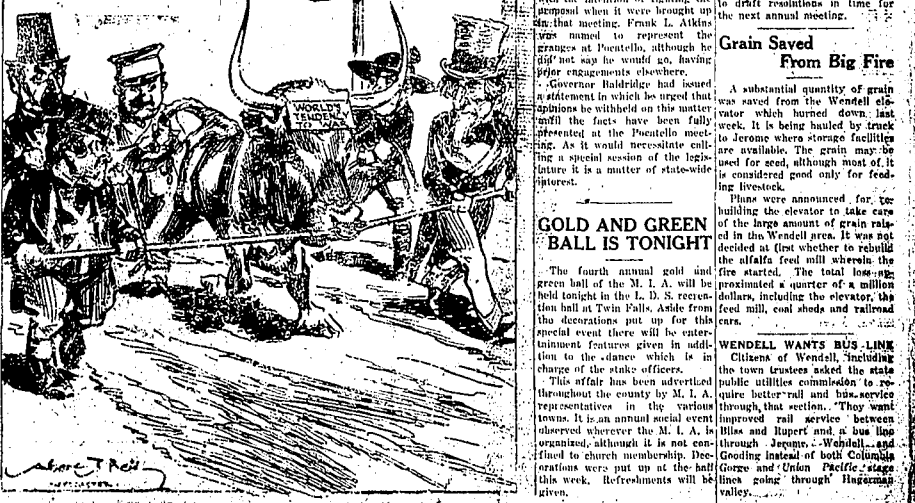 WORLD'S
TENDENCY
TO WAR
Albert T Reid
proposal when it were brought up
in that meeting. Frank L. Atkins
was named to represent the
granges at Pocatello, although he
did not say he would go, having
prior engagements elsewhere.
Governor Baldridge had issued
a statement in which he urged that
opinions be withheld on this matter
until the facts have been fully
presented at the Pocatello meet-
ing. As it would necessitate call-
ing a special session of the legis-
lature it is a matter of state-wide
interest.
GOLD AND GREEN
BALL IS TONIGHT
The fourth annual gold and
green ball of the M. I. A. will be
held tonight in the L. D. S. recrea-
tion hall at Twin Falls. Aside from
the decorations put up for this
special event there will be enter-
tainment features given in addi-
tion to the dance which is in
charge of the stake officers.
This affair has been advertized
throughout the county by M. I. A.
representatives in the various
towns. It is an annual social event
observed wherever the M. I. A. is
organized, although it is not con-
fined to church membership. Dec-
orations were put up at the hall
this week. Refreshments will be
given.
to draft resolutions in time for
the next annual meeting.
Grain Saved
From Big Fire
A substantial quantity of grain
was saved from the Wendell ele-
vator which burned down last
week. It is being hauled by truck
to Jerome where storage facilities
are available. The grain may be
used for seed, although most of it
is considered good only for feed-
ing livestock.
Plans were announced for re-
building the elevator to take care
of the large amount of grain rais-
ed in the Wendell area. It was not
decided at first whether to rebuild
the alfalfa feed mill wherein the
fire started. The total loss ap-
proximated a quarter of a million
dollars, including the elevator, the
feed mill, coal sheds and railroad
cars.
WENDELL WANTS BUS LINE
Citizens of Wendell, including
the town trustees asked the state
public utilities commission to re-
quire better rail and bus service
through that section. They want
improved rail service between
Bliss and Rupert and a bus line
through Jerome, Wendell and
Gooding instead of both Columbia
Gorge and Union Pacific stage
lines going through Hagerman
valley.